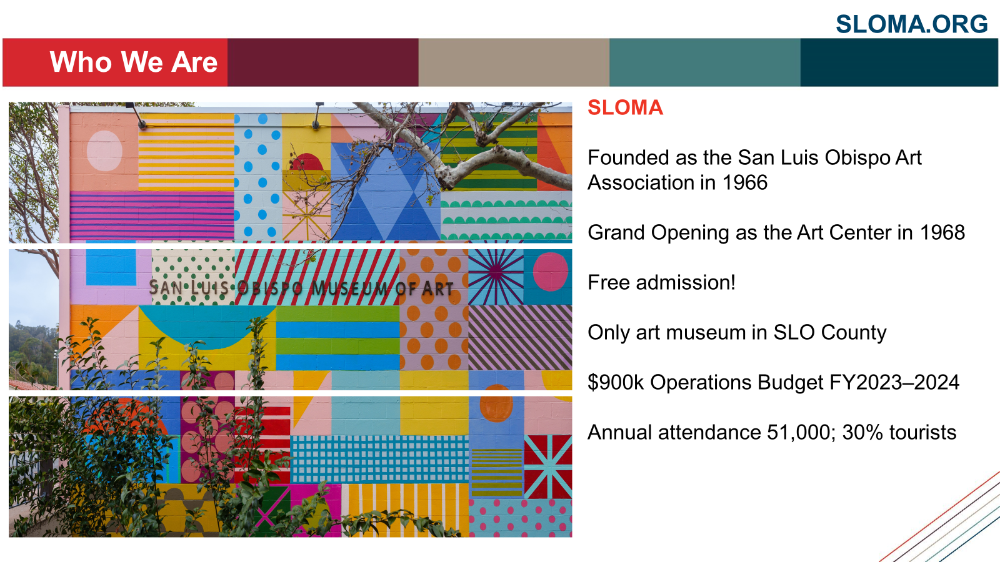 SLOMA.ORG
Who We Are
SLOMA
Founded as the San Luis Obispo Art
Association in 1966
Grand Opening as the Art Center in 1968
Free admission!
Only art museum in SLO County
$900k Operations Budget FY2023–2024
Annual attendance 51,000; 30% tourists
SAN LUIS OBISPO MUSEUM OF ART